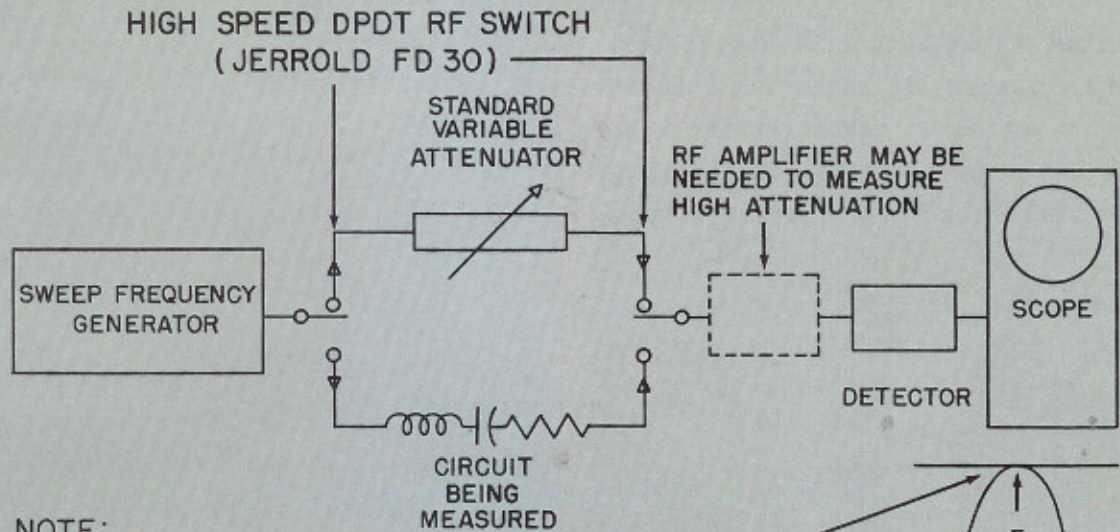 HIGH SPEED DPDT RF SWITCH
(JERROLD FD 30)
STANDARD
VARIABLE
ATTENUATOR
RF AMPLIFIER MAY BE
NEEDED TO MEASURE
HIGH ATTENUATION
SWEEP FREQUENCY
GENERATOR
SCOPE
DETECTOR
CIRCUIT
BEING
MEASURED
NOTE: